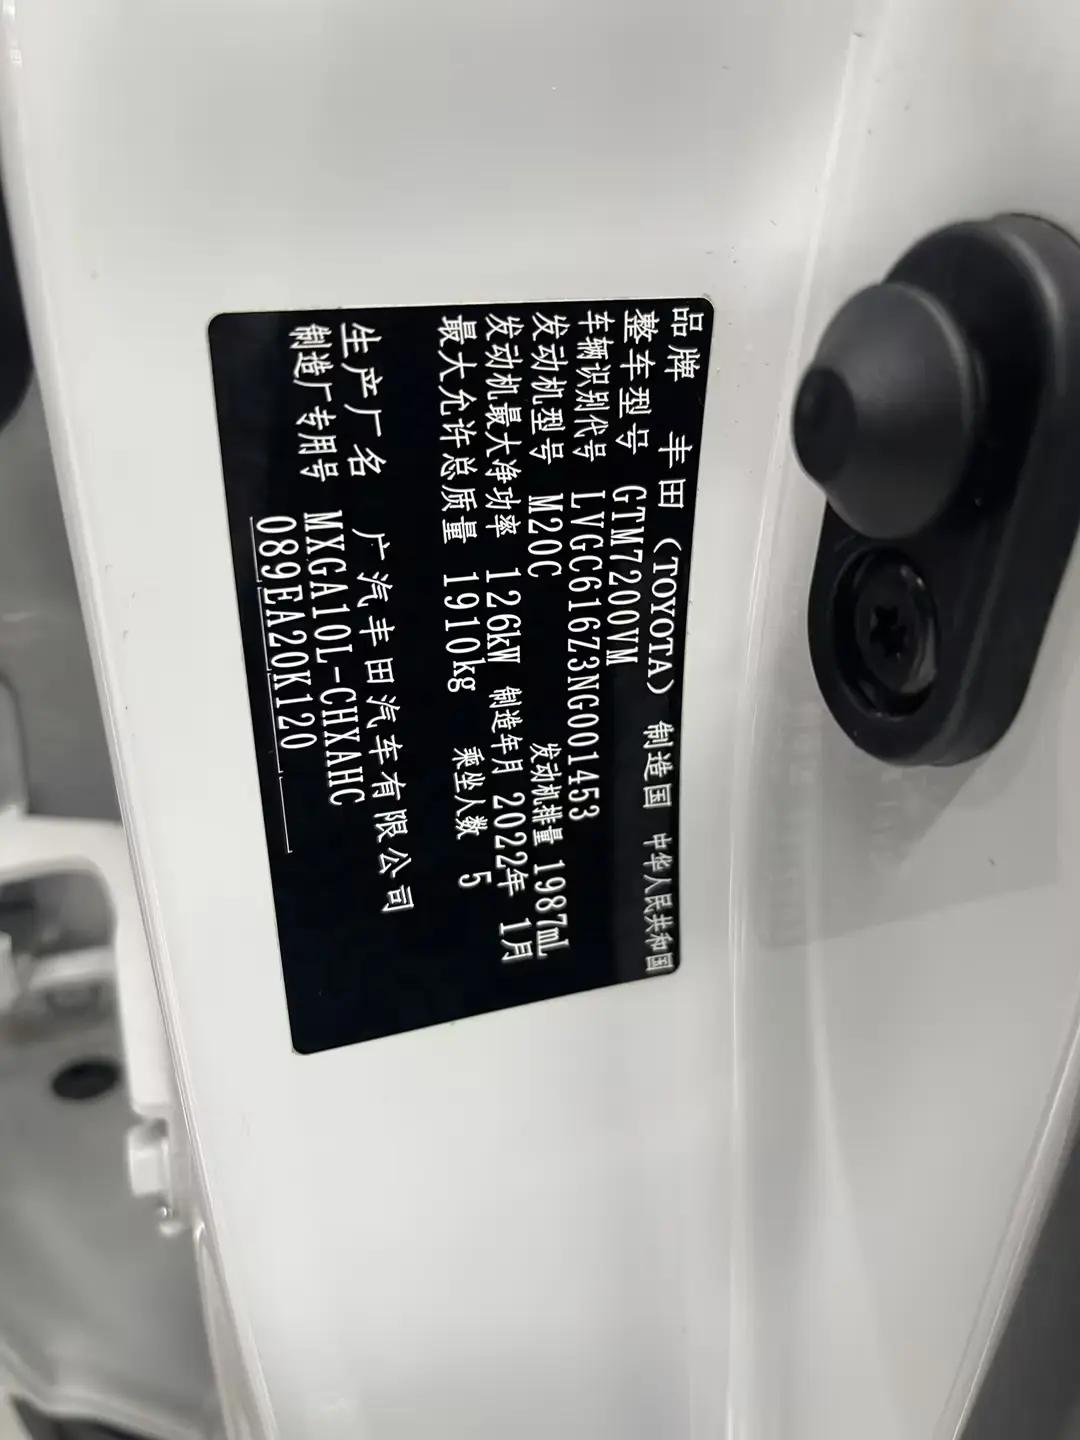 品牌 丰田（TOYOTA） 制造国 中华人民共和国
整车型号 GTM7200VM
车辆识别代号 LVGC616Z3NG001453
发动机型号 M20C 发动机排量 1987mL
发动机最大净功率 126kW 制造年月 2022年 1月
最大允许总质量 1910kg 乘坐人数 5
生产厂名 广汽丰田汽车有限公司
制造厂专用号 MXGA10L-CHXAHC
089EA20K120